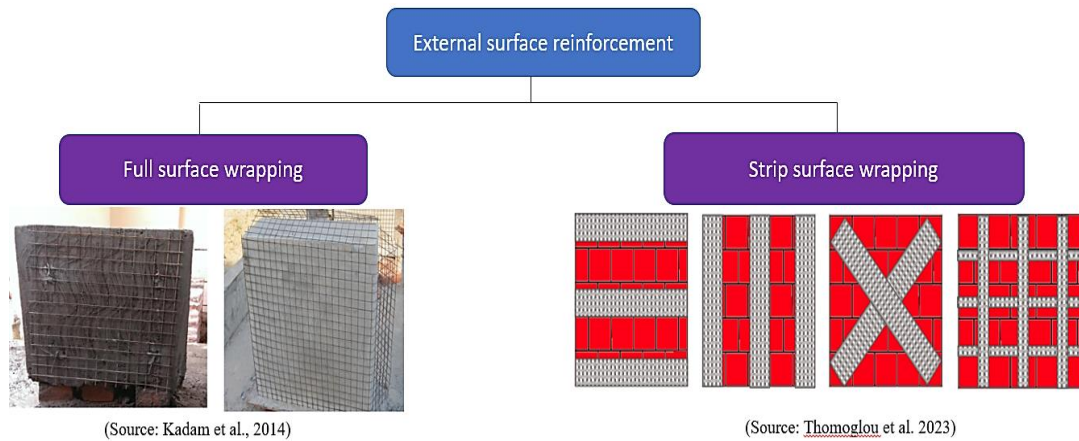 External surface reinforcement
Full surface wrapping
Strip surface wrapping
(Source: Kadam et al., 2014)
(Source: Thomoglou et al. 2023)